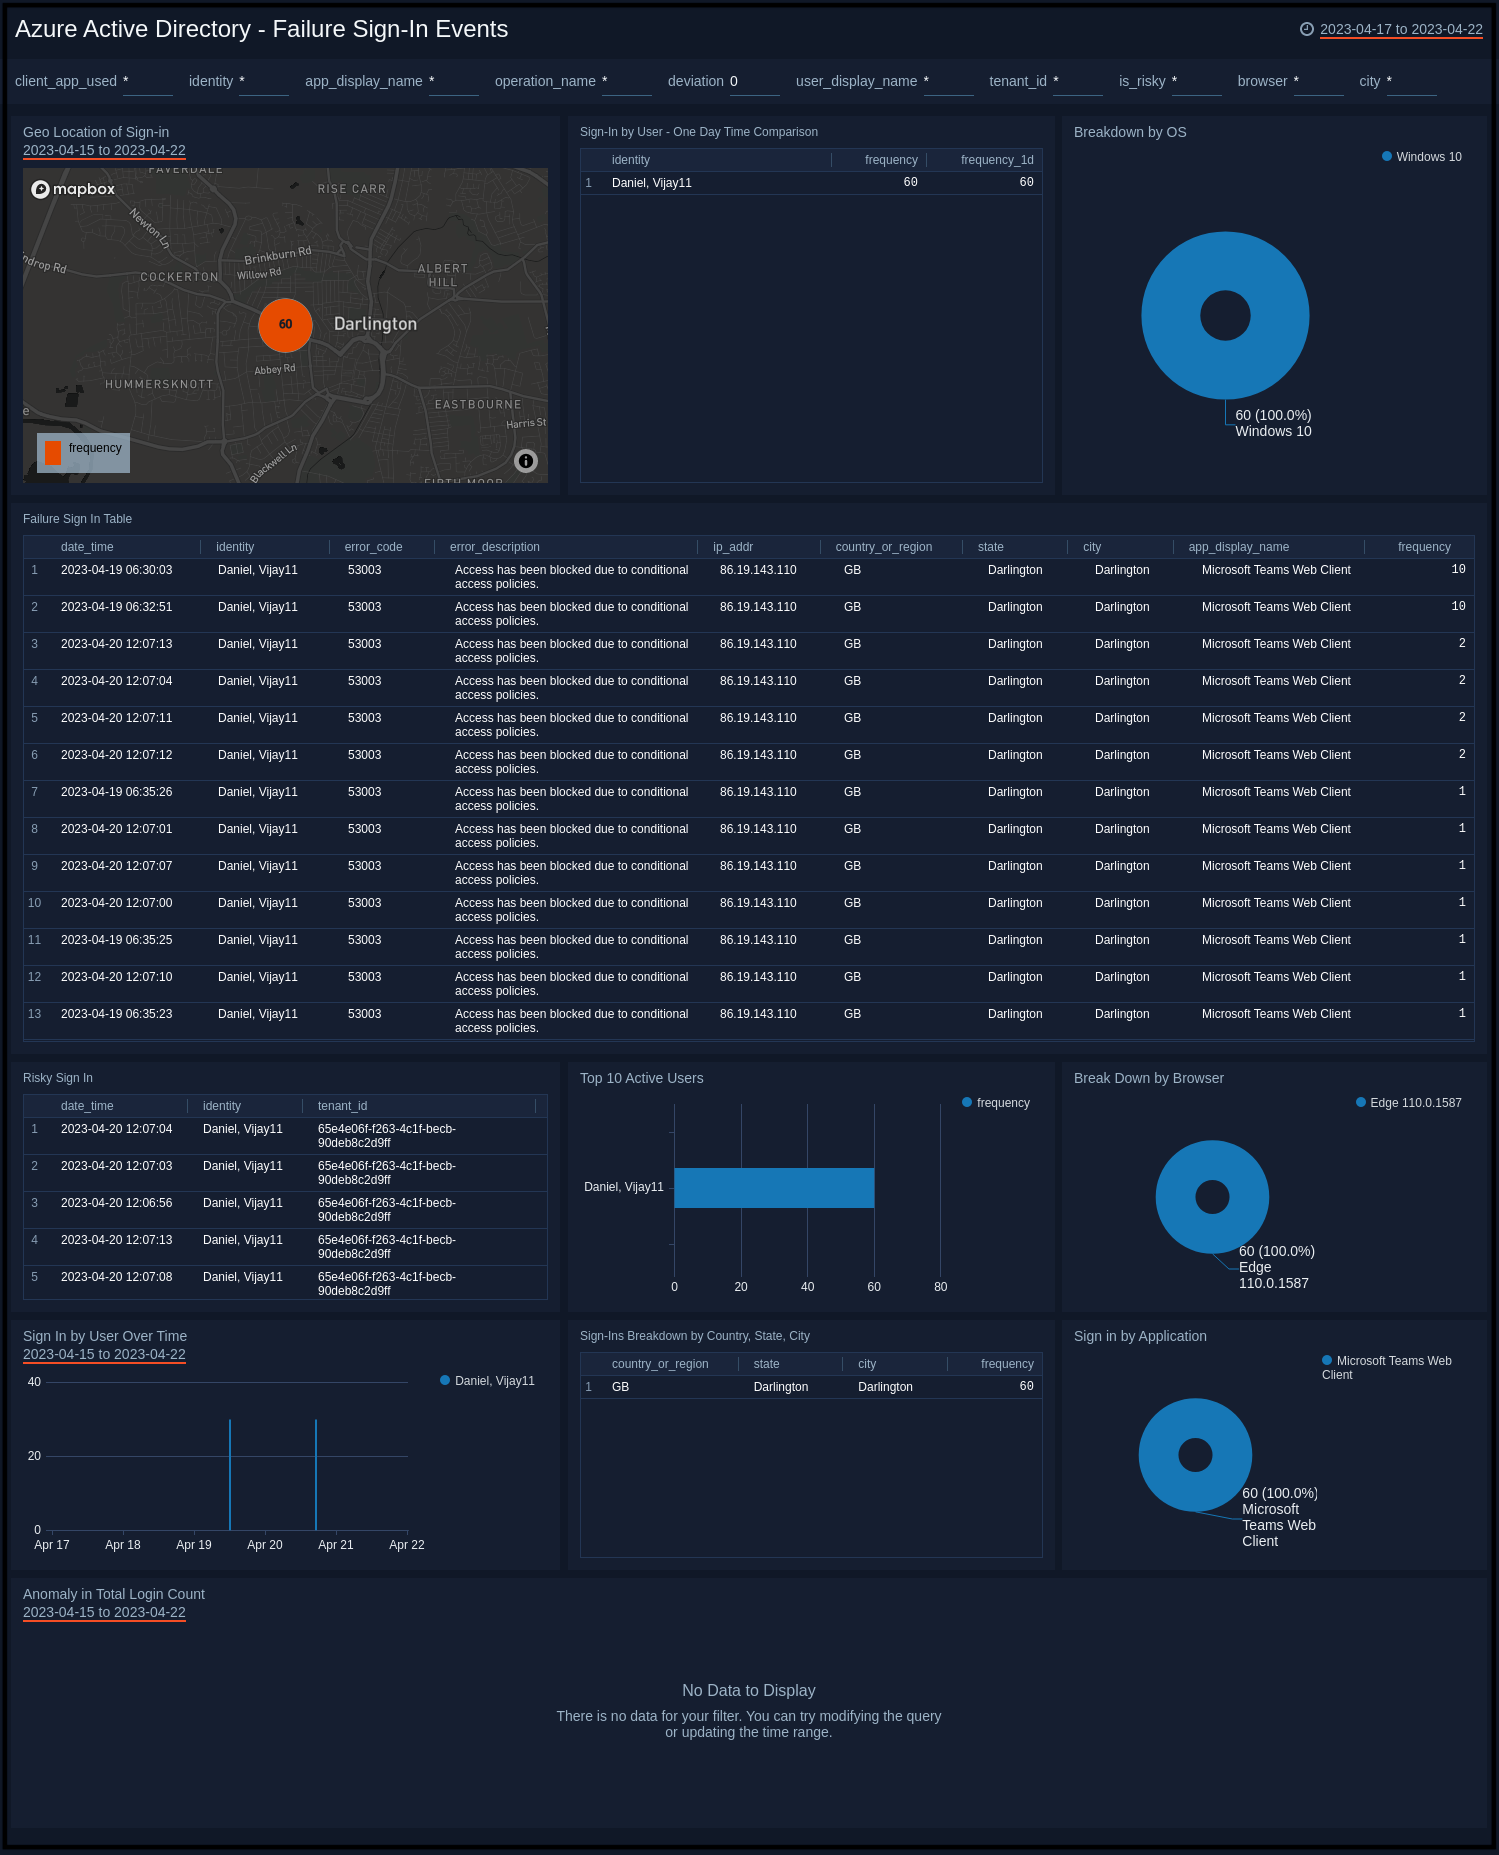 Azure Active Directory - Failure Sign-In Events
2023-04-17 to 2023-04-22
client_app_used * identity * app_display_name * operation_name * deviation 0 user_display_name * tenant_id * is_risky * browser * city *
Geo Location of Sign-in
2023-04-15 to 2023-04-22
mapbox
FAVERDALE
RISE CARR
Newton Ln
Brinkburn Rd
COCKERTON
Willow Rd
ALBERT
HILL
60
Darlington
Abbey Rd
HUMMERSKNOTT
EASTBOURNE
Harris St
Blackwell Ln
FIRTH MOOR
frequency
Sign-In by User - One Day Time Comparison
identity frequency frequency_1d
1 Daniel, Vijay11 60 60
Breakdown by OS
Windows 10
60 (100.0%)
Windows 10
Failure Sign In Table
date_time identity error_code error_description ip_addr country_or_region state city app_display_name frequency
1 2023-04-19 06:30:03 Daniel, Vijay11 53003 Access has been blocked due to conditional 86.19.143.110 GB Darlington Darlington Microsoft Teams Web Client 10
access policies.
2 2023-04-19 06:32:51 Daniel, Vijay11 53003 Access has been blocked due to conditional 86.19.143.110 GB Darlington Darlington Microsoft Teams Web Client 10
access policies.
3 2023-04-20 12:07:13 Daniel, Vijay11 53003 Access has been blocked due to conditional 86.19.143.110 GB Darlington Darlington Microsoft Teams Web Client 2
access policies.
4 2023-04-20 12:07:04 Daniel, Vijay11 53003 Access has been blocked due to conditional 86.19.143.110 GB Darlington Darlington Microsoft Teams Web Client 2
access policies.
5 2023-04-20 12:07:11 Daniel, Vijay11 53003 Access has been blocked due to conditional 86.19.143.110 GB Darlington Darlington Microsoft Teams Web Client 2
access policies.
6 2023-04-20 12:07:12 Daniel, Vijay11 53003 Access has been blocked due to conditional 86.19.143.110 GB Darlington Darlington Microsoft Teams Web Client 2
access policies.
7 2023-04-19 06:35:26 Daniel, Vijay11 53003 Access has been blocked due to conditional 86.19.143.110 GB Darlington Darlington Microsoft Teams Web Client 1
access policies.
8 2023-04-20 12:07:01 Daniel, Vijay11 53003 Access has been blocked due to conditional 86.19.143.110 GB Darlington Darlington Microsoft Teams Web Client 1
access policies.
9 2023-04-20 12:07:07 Daniel, Vijay11 53003 Access has been blocked due to conditional 86.19.143.110 GB Darlington Darlington Microsoft Teams Web Client 1
access policies.
10 2023-04-20 12:07:00 Daniel, Vijay11 53003 Access has been blocked due to conditional 86.19.143.110 GB Darlington Darlington Microsoft Teams Web Client 1
access policies.
11 2023-04-19 06:35:25 Daniel, Vijay11 53003 Access has been blocked due to conditional 86.19.143.110 GB Darlington Darlington Microsoft Teams Web Client 1
access policies.
12 2023-04-20 12:07:10 Daniel, Vijay11 53003 Access has been blocked due to conditional 86.19.143.110 GB Darlington Darlington Microsoft Teams Web Client 1
access policies.
13 2023-04-19 06:35:23 Daniel, Vijay11 53003 Access has been blocked due to conditional 86.19.143.110 GB Darlington Darlington Microsoft Teams Web Client 1
access policies.
Risky Sign In
date_time identity tenant_id
1 2023-04-20 12:07:04 Daniel, Vijay11 65e4e06f-f263-4c1f-becb-
90deb8c2d9ff
2 2023-04-20 12:07:03 Daniel, Vijay11 65e4e06f-f263-4c1f-becb-
90deb8c2d9ff
3 2023-04-20 12:06:56 Daniel, Vijay11 65e4e06f-f263-4c1f-becb-
90deb8c2d9ff
4 2023-04-20 12:07:13 Daniel, Vijay11 65e4e06f-f263-4c1f-becb-
90deb8c2d9ff
5 2023-04-20 12:07:08 Daniel, Vijay11 65e4e06f-f263-4c1f-becb-
90deb8c2d9ff
Top 10 Active Users
frequency
Daniel, Vijay11
0 20 40 60 80
Break Down by Browser
Edge 110.0.1587
60 (100.0%)
Edge
110.0.1587
Sign In by User Over Time
2023-04-15 to 2023-04-22
Daniel, Vijay11
40
20
0
Apr 17 Apr 18 Apr 19 Apr 20 Apr 21 Apr 22
Sign-Ins Breakdown by Country, State, City
country_or_region state city frequency
1 GB Darlington Darlington 60
Sign in by Application
Microsoft Teams Web
Client
60 (100.0%)
Microsoft
Teams Web
Client
Anomaly in Total Login Count
2023-04-15 to 2023-04-22
No Data to Display
There is no data for your filter. You can try modifying the query
or updating the time range.